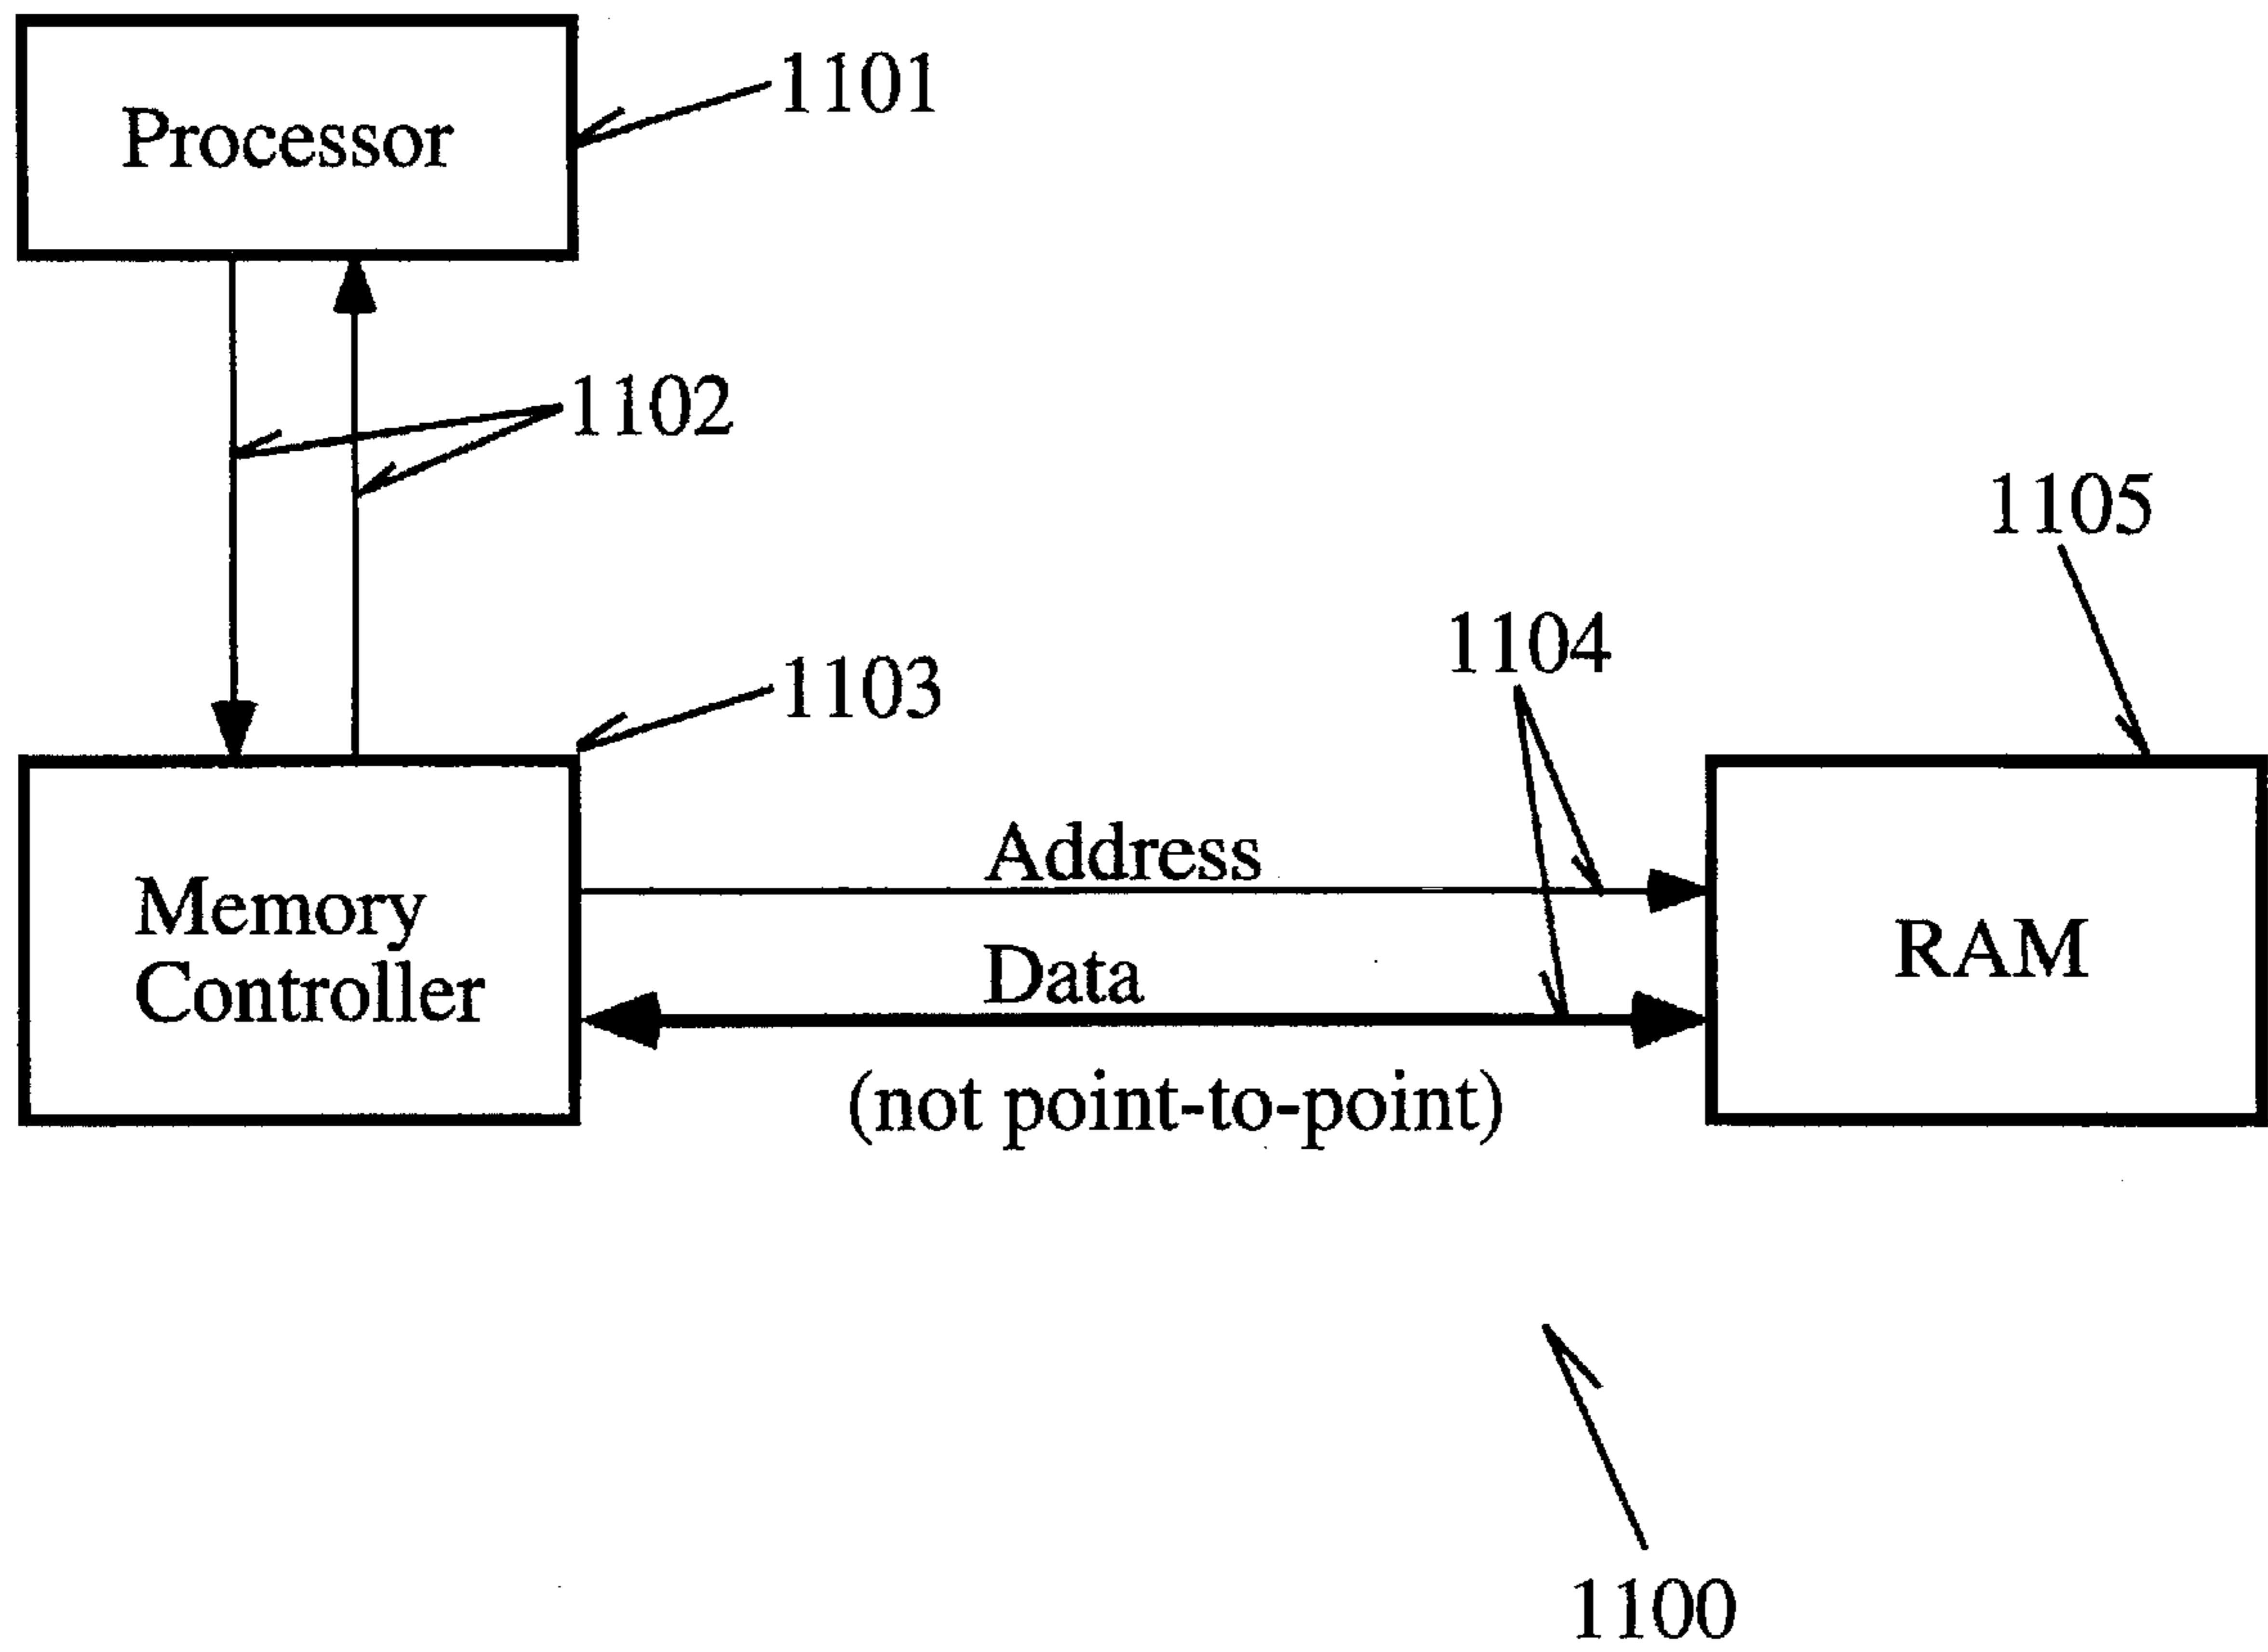 1101
Processor
1102
1105
1104
1103
Address
Memory
Controller
RAM
Data
(not point-to-point)
1100